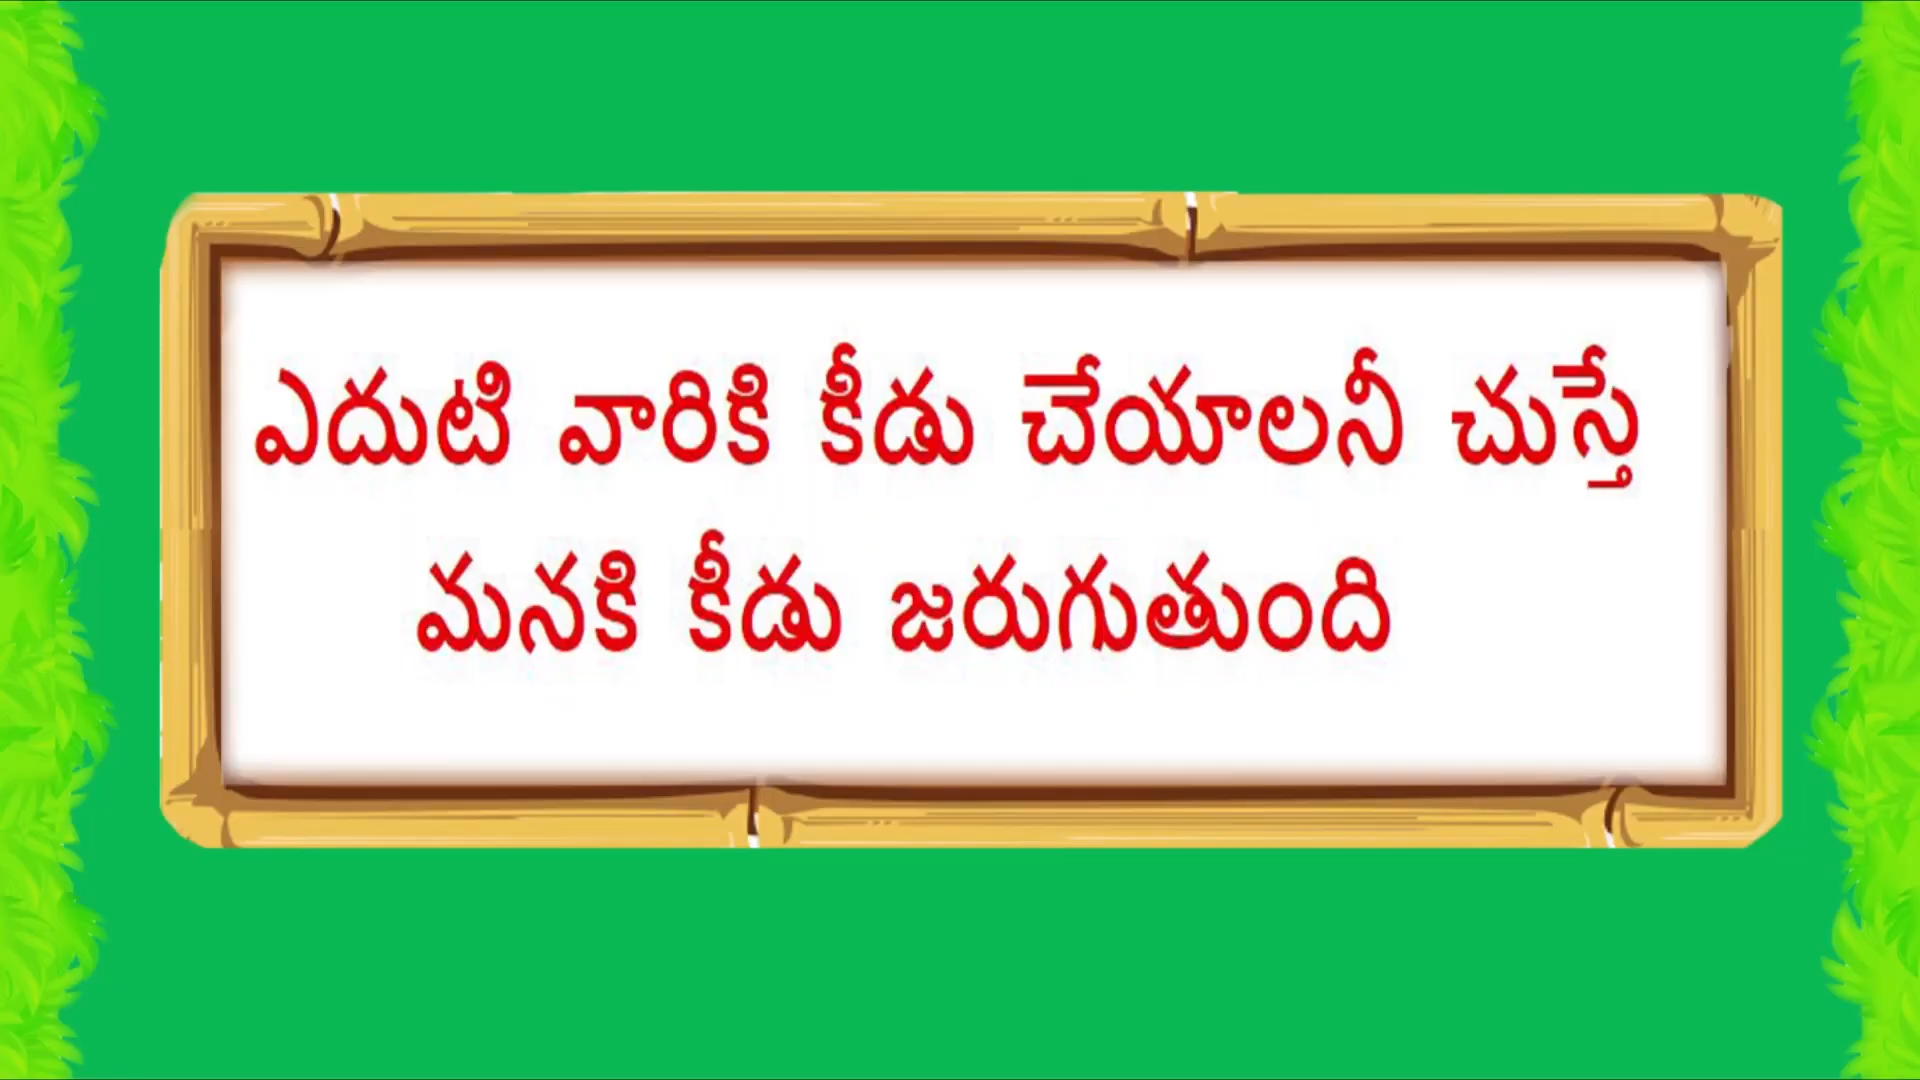 ఎదుటి వారికి కీడు చేయాలనీ చుస్తే
మనకి కీడు జరుగుతుంది